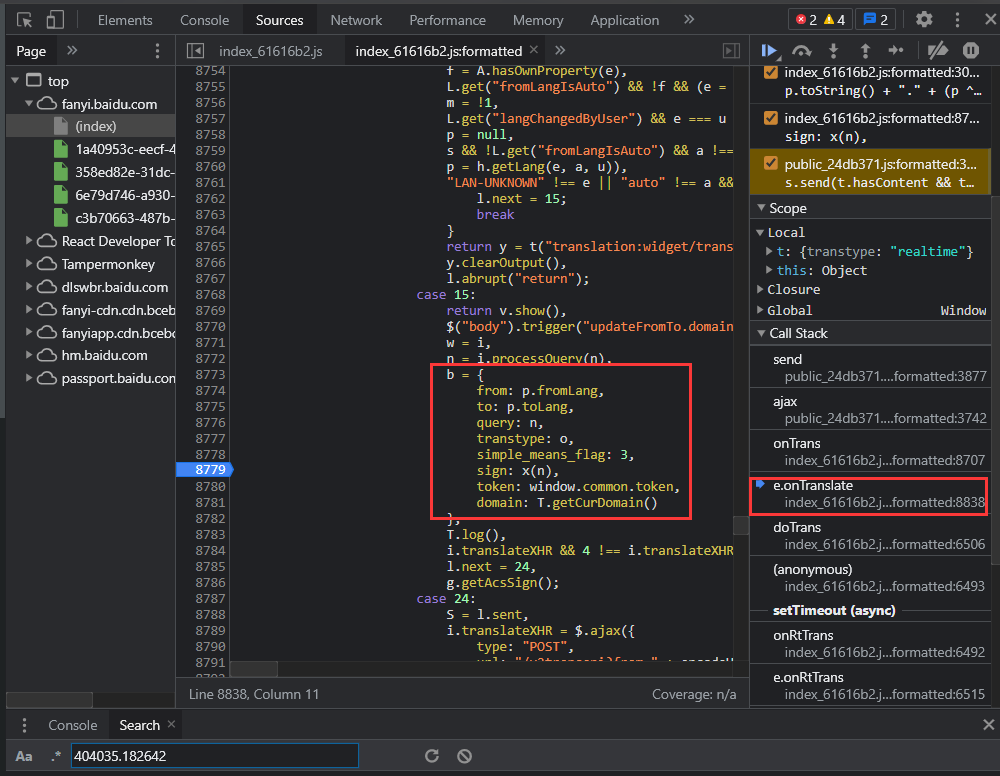 Elements Console Sources Network Performance Memory Application » 2 4 2
Page » index_61616b2.js index_61616b2.js:formatted × »
top
fanyi.baidu.com
(index)
1a40953c-eecf-4
358ed82e-31dc-
6e79d746-a930-
c3b70663-487b-
React Developer To
Tampermonkey
dlswbr.baidu.com
fanyi-cdn.cdn.bceb
fanyiapp.cdn.bcebo
hm.baidu.com
passport.baidu.con
8754 f = A.hasOwnProperty(e),
8755 L.get("fromLangIsAuto") && !f && (e =
8756 m = !1,
8757 L.get("langChangedByUser") && e === u
8758 p = null,
8759 s && !L.get("fromLangIsAuto") && a !==
8760 p = h.getLang(e, a, u)),
8761 "LAN-UNKNOWN" !== e || "auto" !== a &&
8762 l.next = 15;
8763 break
8764 }
8765 return y = t("translation:widget/trans
8766 y.clearOutput(),
8767 l.abrupt("return");
8768 case 15:
8769 return v.show(),
8770 $("body").trigger("updateFromTo.domain
8771 w = i,
8772 n = i.processQuery(n),
8773 b = {
8774 from: p.fromLang,
8775 to: p.toLang,
8776 query: n,
8777 transtype: o,
8778 simple_means_flag: 3,
8779 sign: x(n),
8780 token: window.common.token,
8781 domain: T.getCurDomain()
8782 },
8783 T.log(),
8784 i.translateXHR && 4 !== i.translateXHR
8785 l.next = 24,
8786 g.getAcsSign();
8787 case 24:
8788 S = l.sent,
8789 i.translateXHR = $.ajax({
8790 type: "POST",
8791
Line 8838, Column 11 Coverage: n/a
index_61616b2.js:formatted:30...
p.toString() + "." + (p ^…
index_61616b2.js:formatted:87...
sign: x(n),
public_24db371.js:formatted:3...
s.send(t.hasContent && t…
Scope
Local
t: {transtype: "realtime"}
this: Object
Closure
Global Window
Call Stack
send
public_24db371....formatted:3877
ajax
public_24db371....formatted:3742
onTrans
index_61616b2.j...formatted:8707
e.onTranslate
index_61616b2.j...formatted:8838
doTrans
index_61616b2.j...formatted:6506
(anonymous)
index_61616b2.j...formatted:6493
setTimeout (async)
onRtTrans
index_61616b2.j...formatted:6492
e.onRtTrans
index_61616b2.j...formatted:6515
Console Search ×
Aa .* 404035.182642